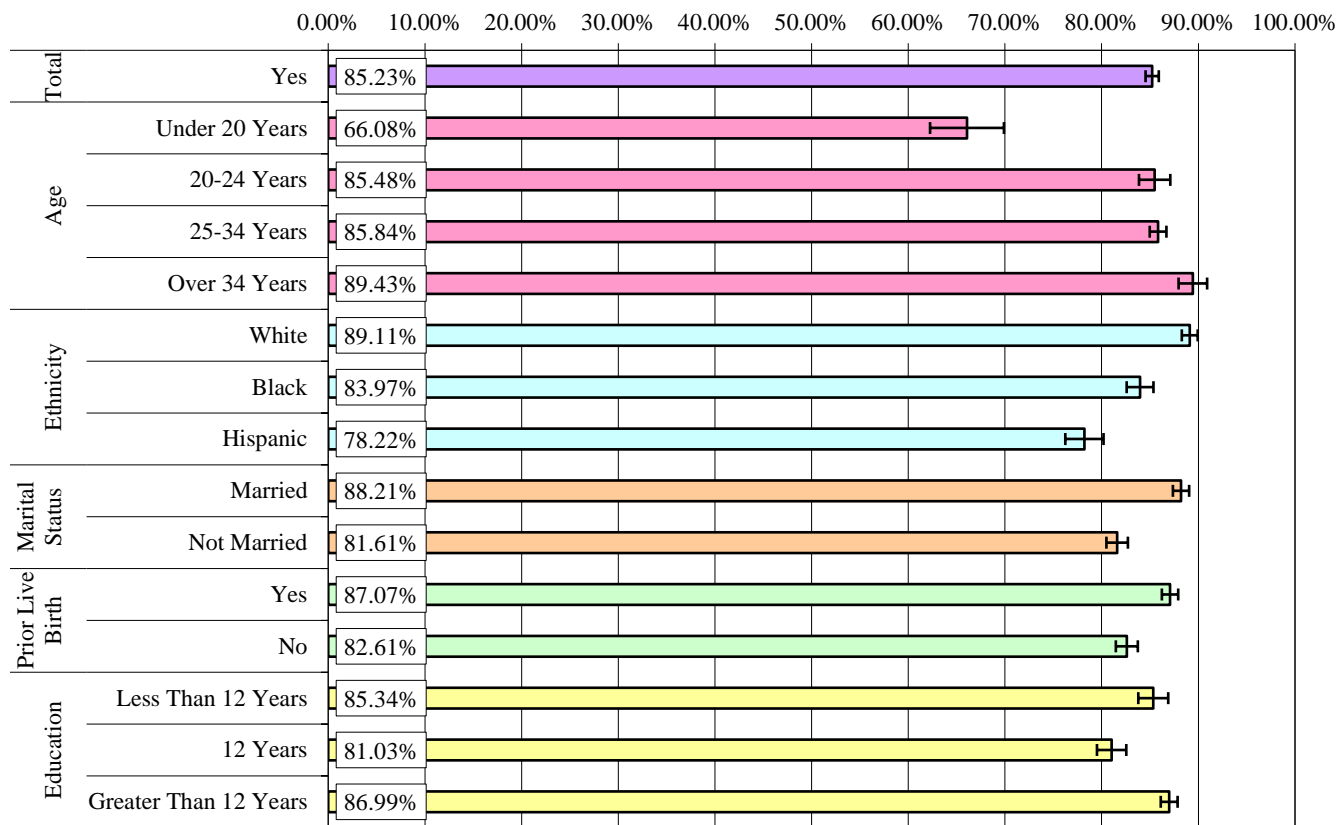 0.00% 10.00% 20.00% 30.00% 40.00% 50.00% 60.00% 70.00% 80.00% 90.00% 100.00%
Total
Yes 85.23%
Age
Under 20 Years 66.08%
20-24 Years 85.48%
25-34 Years 85.84%
Over 34 Years 89.43%
Ethnicity
White 89.11%
Black 83.97%
Hispanic 78.22%
Marital
Status
Married 88.21%
Not Married 81.61%
Prior Live
Birth
Yes 87.07%
No 82.61%
Education
Less Than 12 Years 85.34%
12 Years 81.03%
Greater Than 12 Years 86.99%